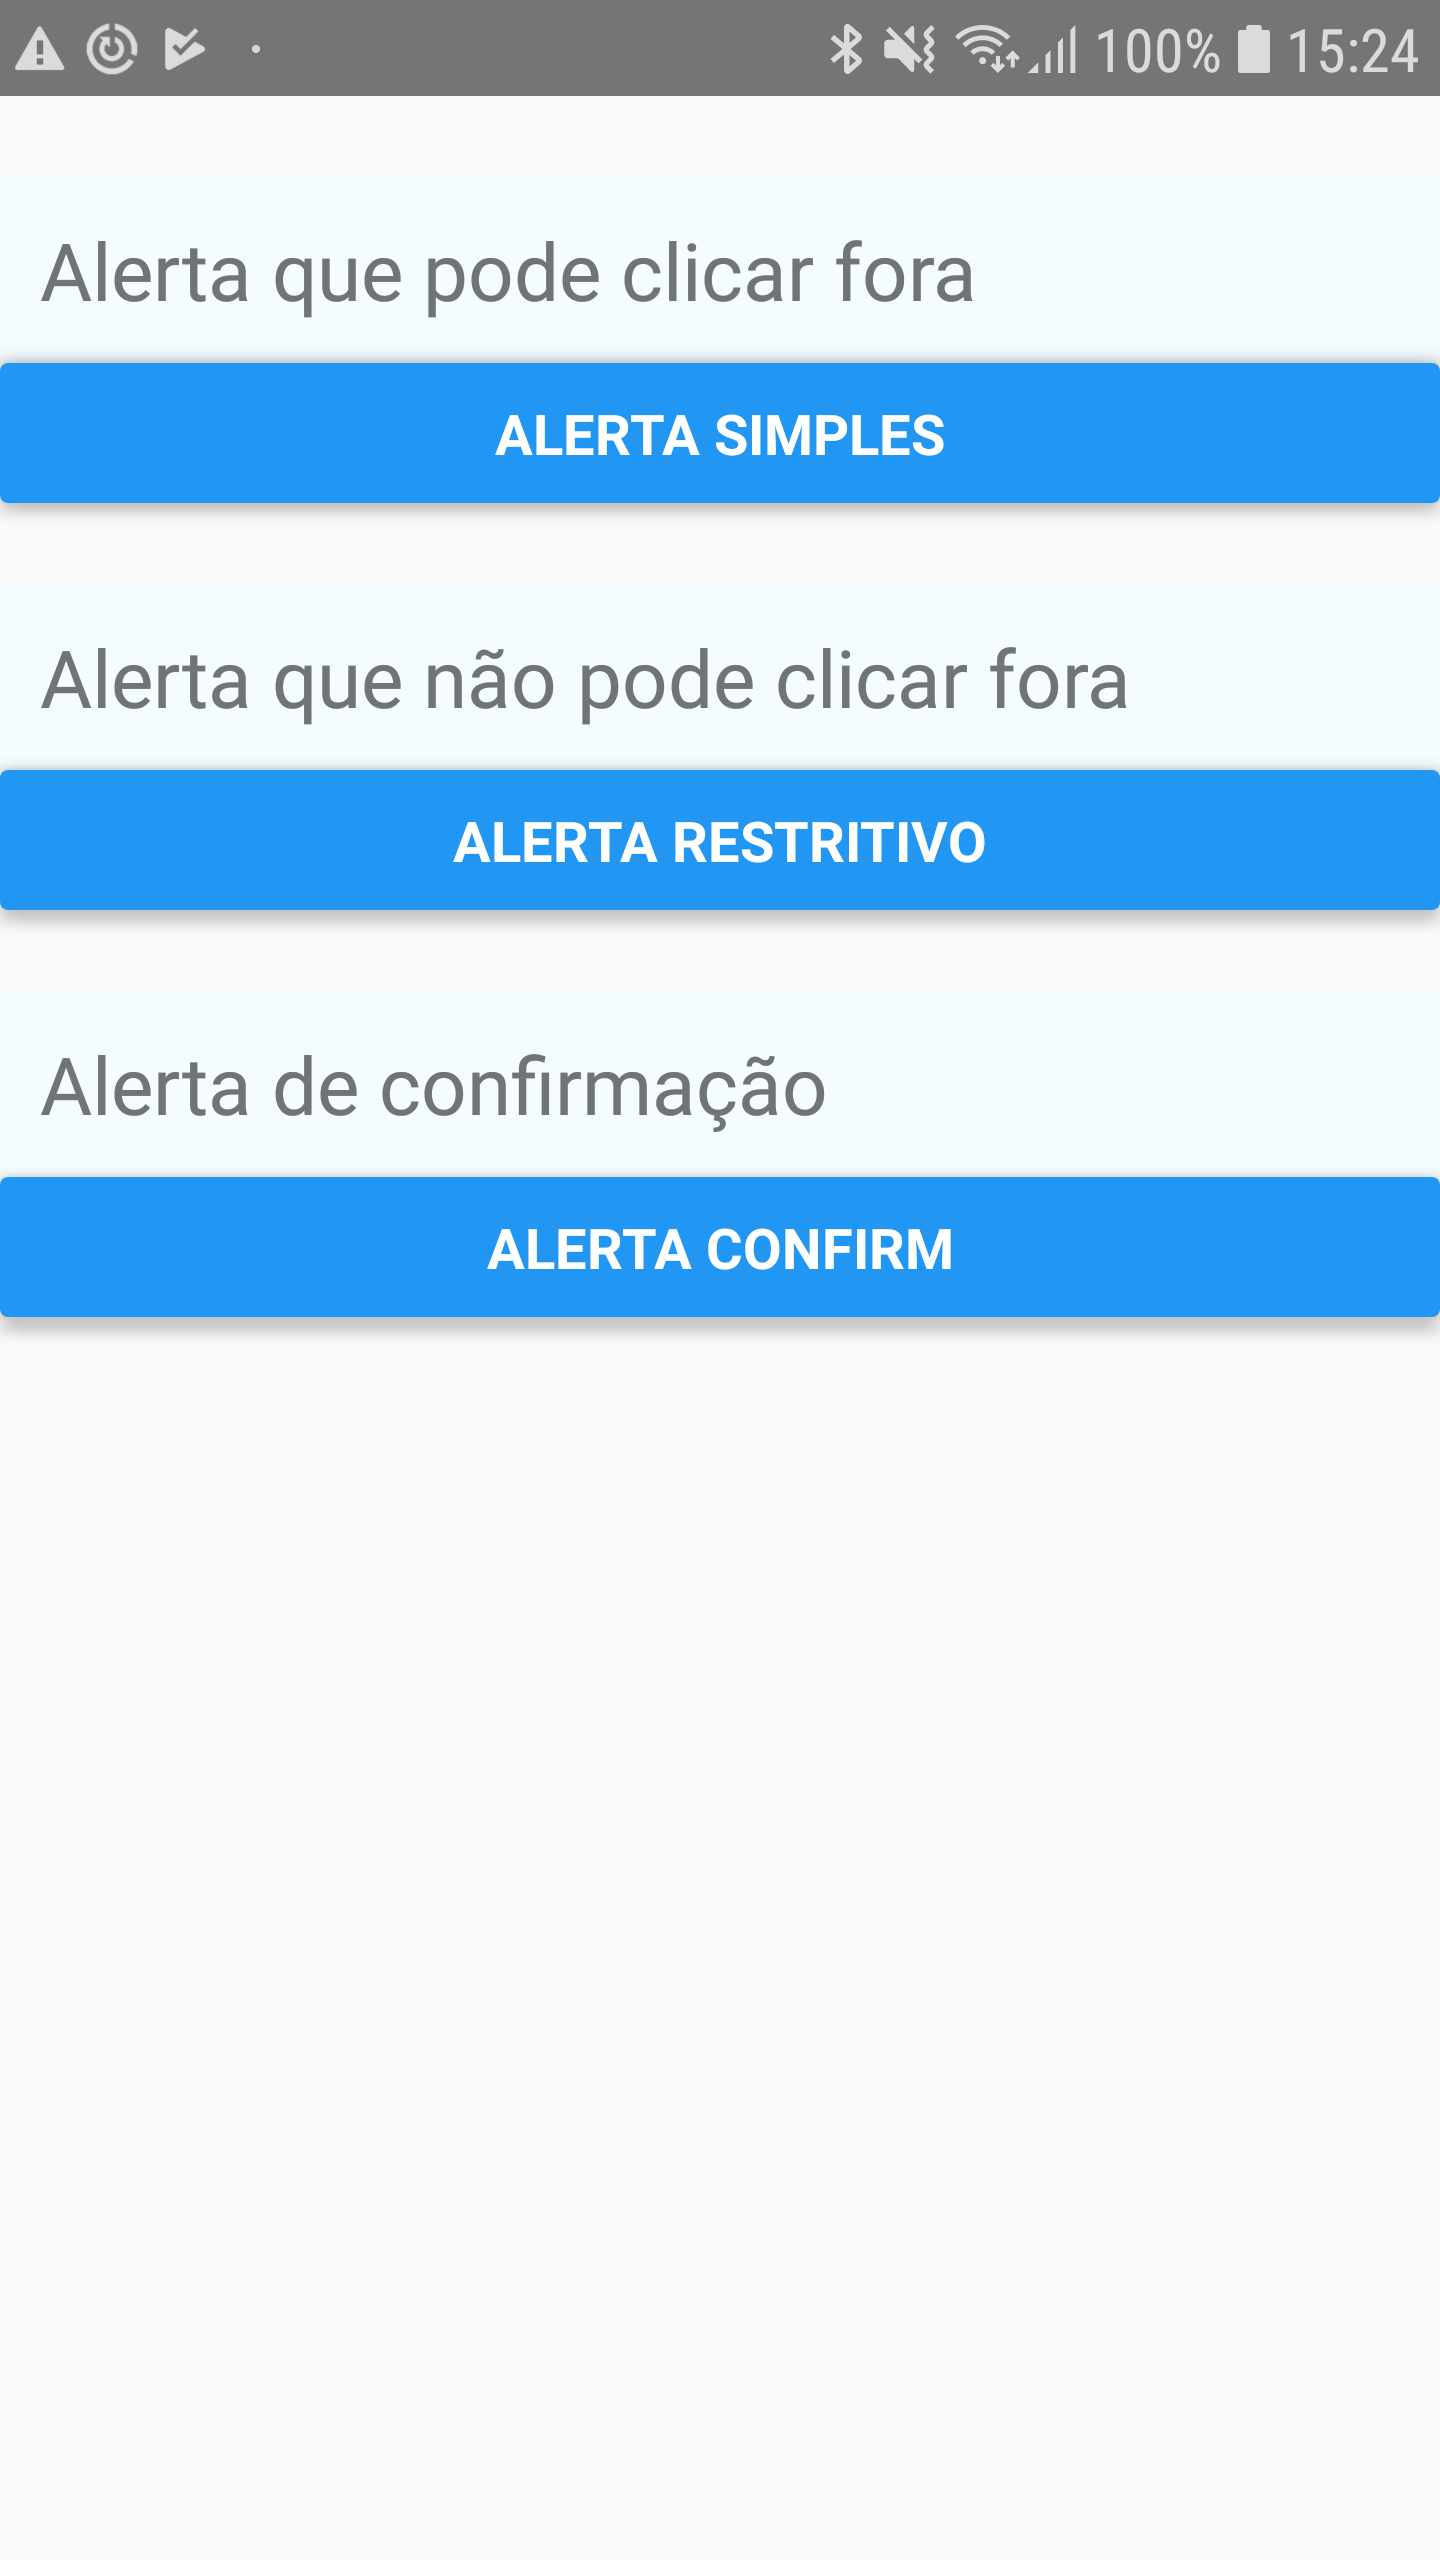 100% 15:24
Alerta que pode clicar fora
ALERTA SIMPLES
Alerta que não pode clicar fora
ALERTA RESTRITIVO
Alerta de confirmação
ALERTA CONFIRM